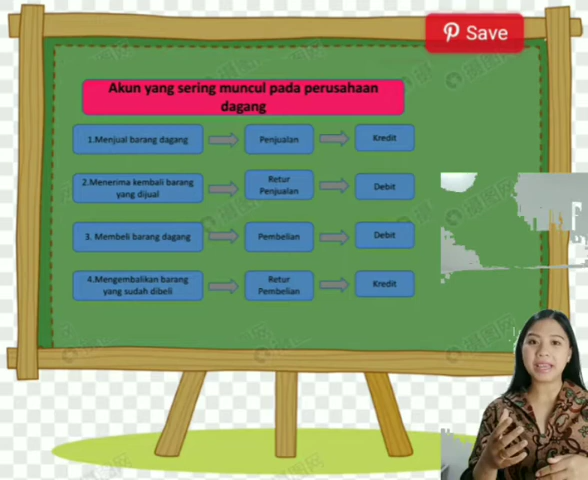 Save
Akun yang sering muncul pada perusahaan
dagang
1.Menjual barang dagang
Penjualan
Kredit
2.Menerima kembali barang
yang dijual
Retur
Penjualan
Debit
3. Membeli barang dagang
Pembelian
Debit
4.Mengembalikan barang
yang sudah dibeli
Retur
Pembelian
Kredit